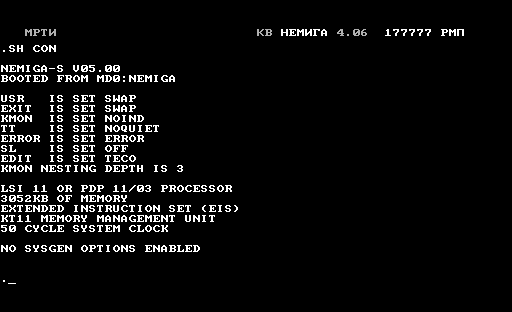 МРТИ КВ НЕМИГА 4.06 177777 РМП
.SH CON
NEMIGA-S V05.00
BOOTED FROM MD0:NEMIGA
USR IS SET SWAP
EXIT IS SET SWAP
KMON IS SET NOIND
TT IS SET NOQUIET
ERROR IS SET ERROR
SL IS SET OFF
EDIT IS SET TECO
KMON NESTING DEPTH IS 3
LSI 11 OR PDP 11/03 PROCESSOR
3052KB OF MEMORY
EXTENDED INSTRUCTION SET (EIS)
KT11 MEMORY MANAGEMENT UNIT
50 CYCLE SYSTEM CLOCK
NO SYSGEN OPTIONS ENABLED
._